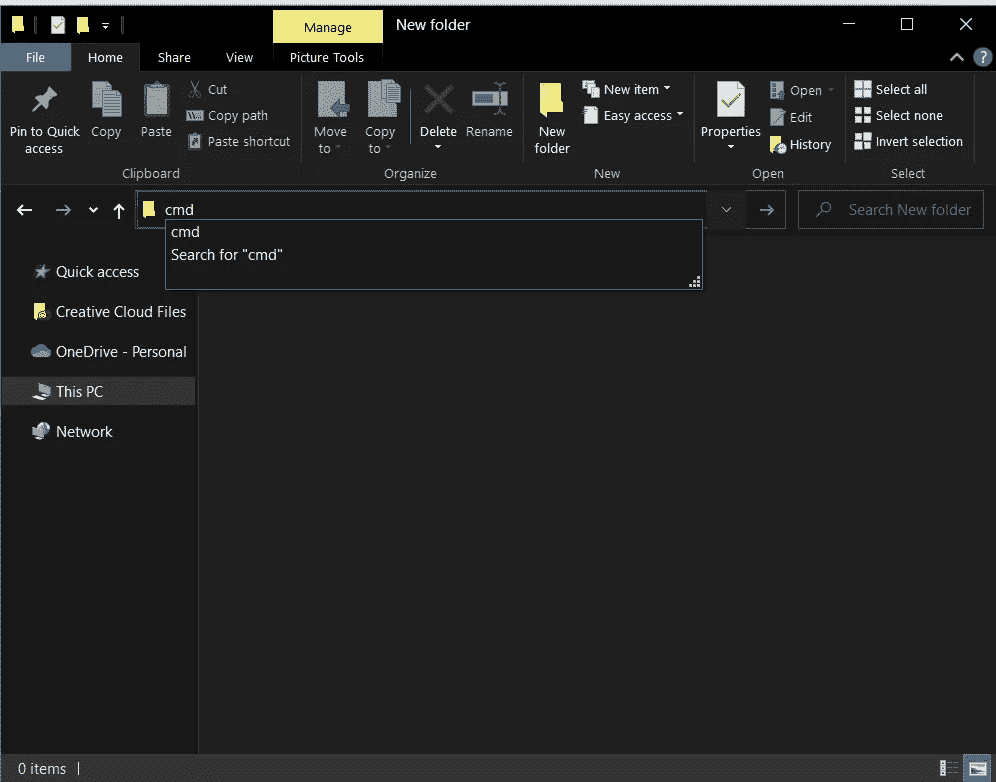 Manage
New folder
File
Home
Share
View
Picture Tools
Pin to Quick
access
Copy
Paste
Cut
Copy path
Paste shortcut
Clipboard
Move
to
Copy
to
Delete
Rename
Organize
New
folder
New item
Easy access
New
Properties
Open
Edit
History
Open
Select all
Select none
Invert selection
Select
cmd
Search New folder
cmd
Search for "cmd"
Quick access
Creative Cloud Files
OneDrive - Personal
This PC
Network
0 items